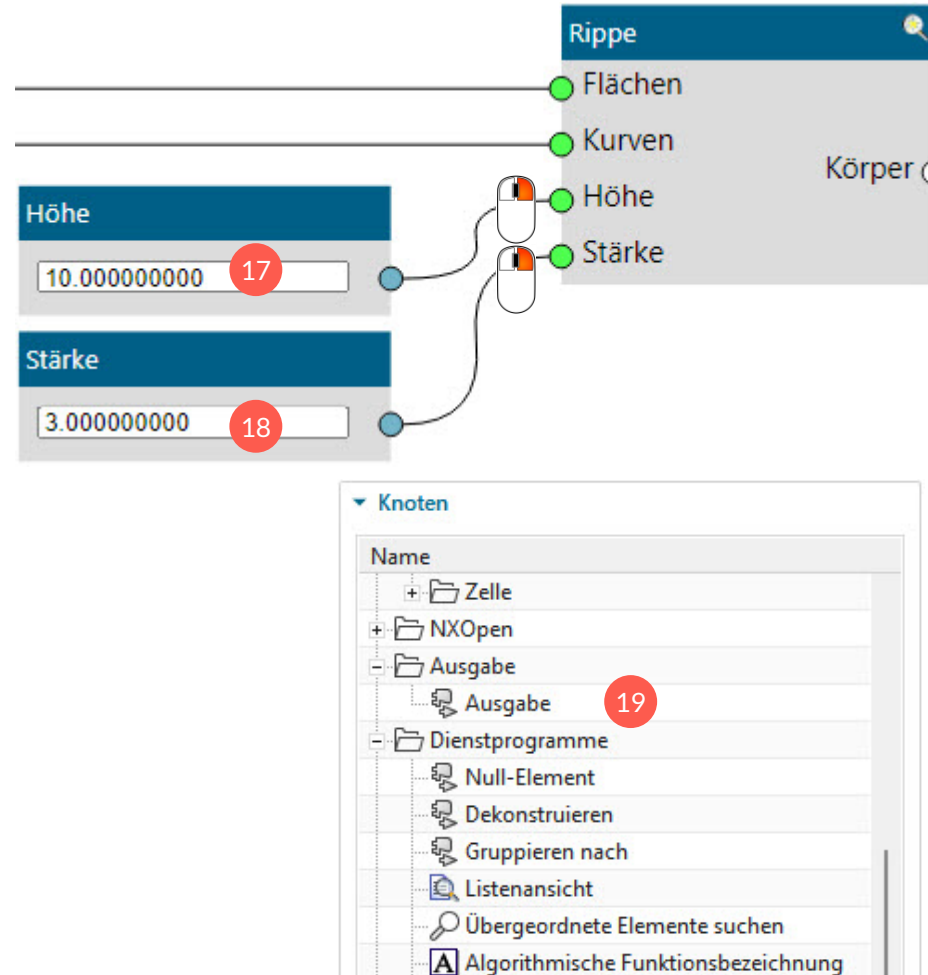 Rippe
Flächen
Kurven
Körper
Höhe
Stärke
Höhe
10.000000000
17
Stärke
3.000000000
18
Knoten
Name
Zelle
NXOpen
Ausgabe
Ausgabe
19
Dienstprogramme
Null-Element
Dekonstruieren
Gruppieren nach
Listenansicht
Übergeordnete Elemente suchen
A Algorithmische Funktionsbezeichnung